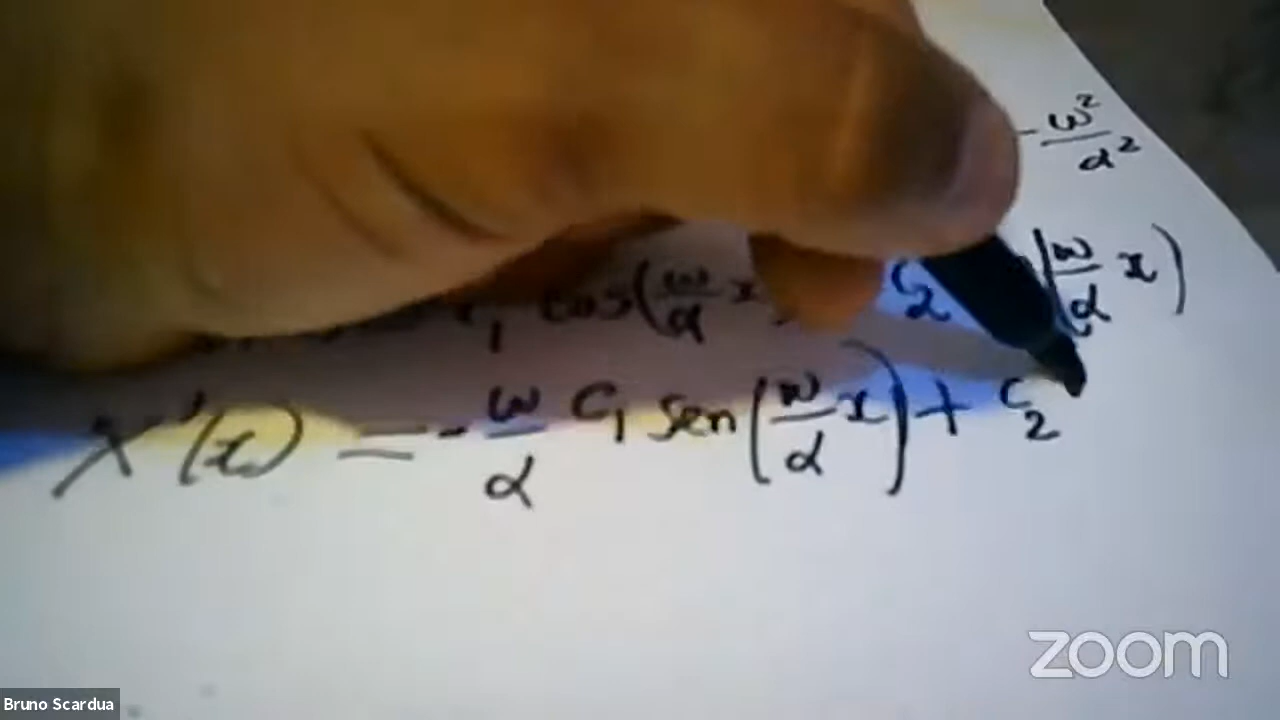 - ω²/α²
C₁ cos(ω/α x C₂ (ω/α x)
X'(x) = - ω/α C₁ sen(ω/α x) + C₂
zoom
Bruno Scardua